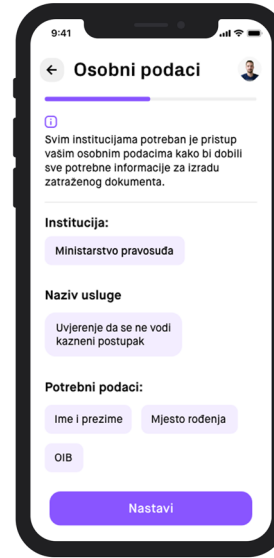 9:41
Osobni podaci
Svim institucijama potreban je pristup
vašim osobnim podacima kako bi dobili
sve potrebne informacije za izradu
zatraženog dokumenta.
Institucija:
Ministarstvo pravosuđa
Naziv usluge
Uvjerenje da se ne vodi
kazneni postupak
Potrebni podaci:
Ime i prezime Mjesto rođenja
OIB
Nastavi